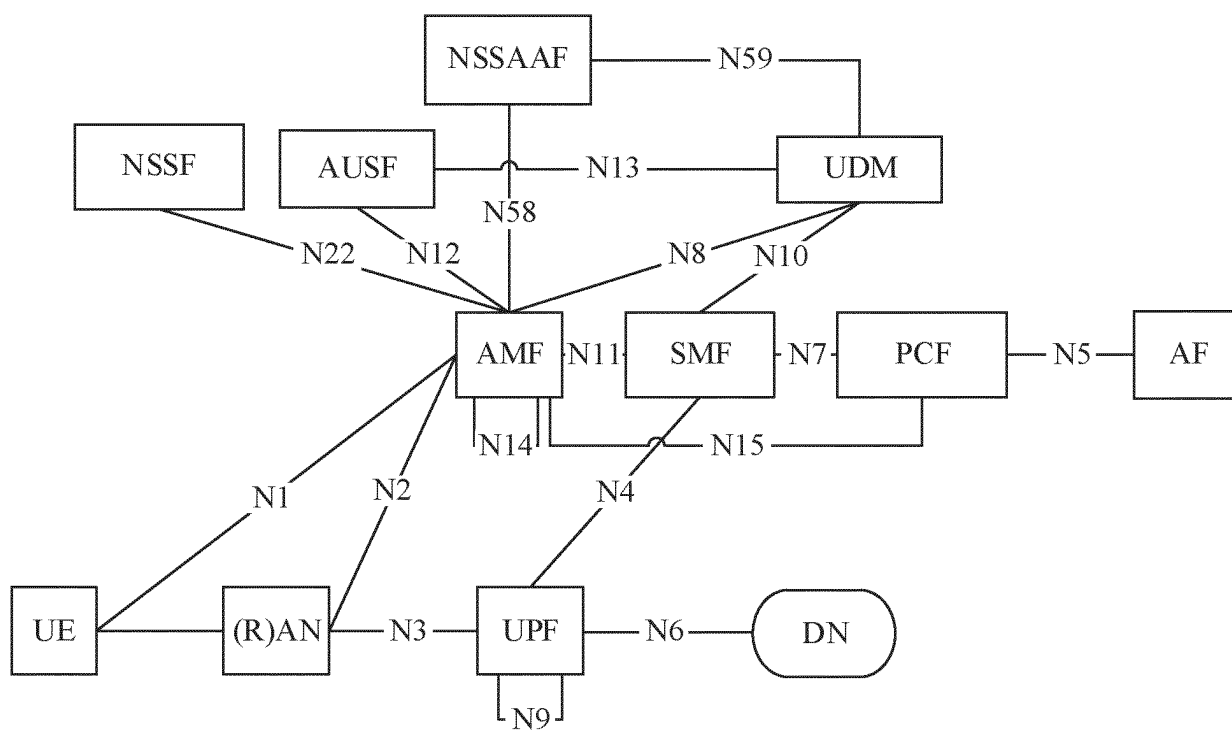 NSSAAF
N59
NSSF
AUSF
N13
UDM
N58
N22
N12
N8
N10
AMF
N11
SMF
N7
PCF
N5
AF
N14
N15
N1
N2
N4
UE
(R)AN
N3
UPF
N6
DN
N9